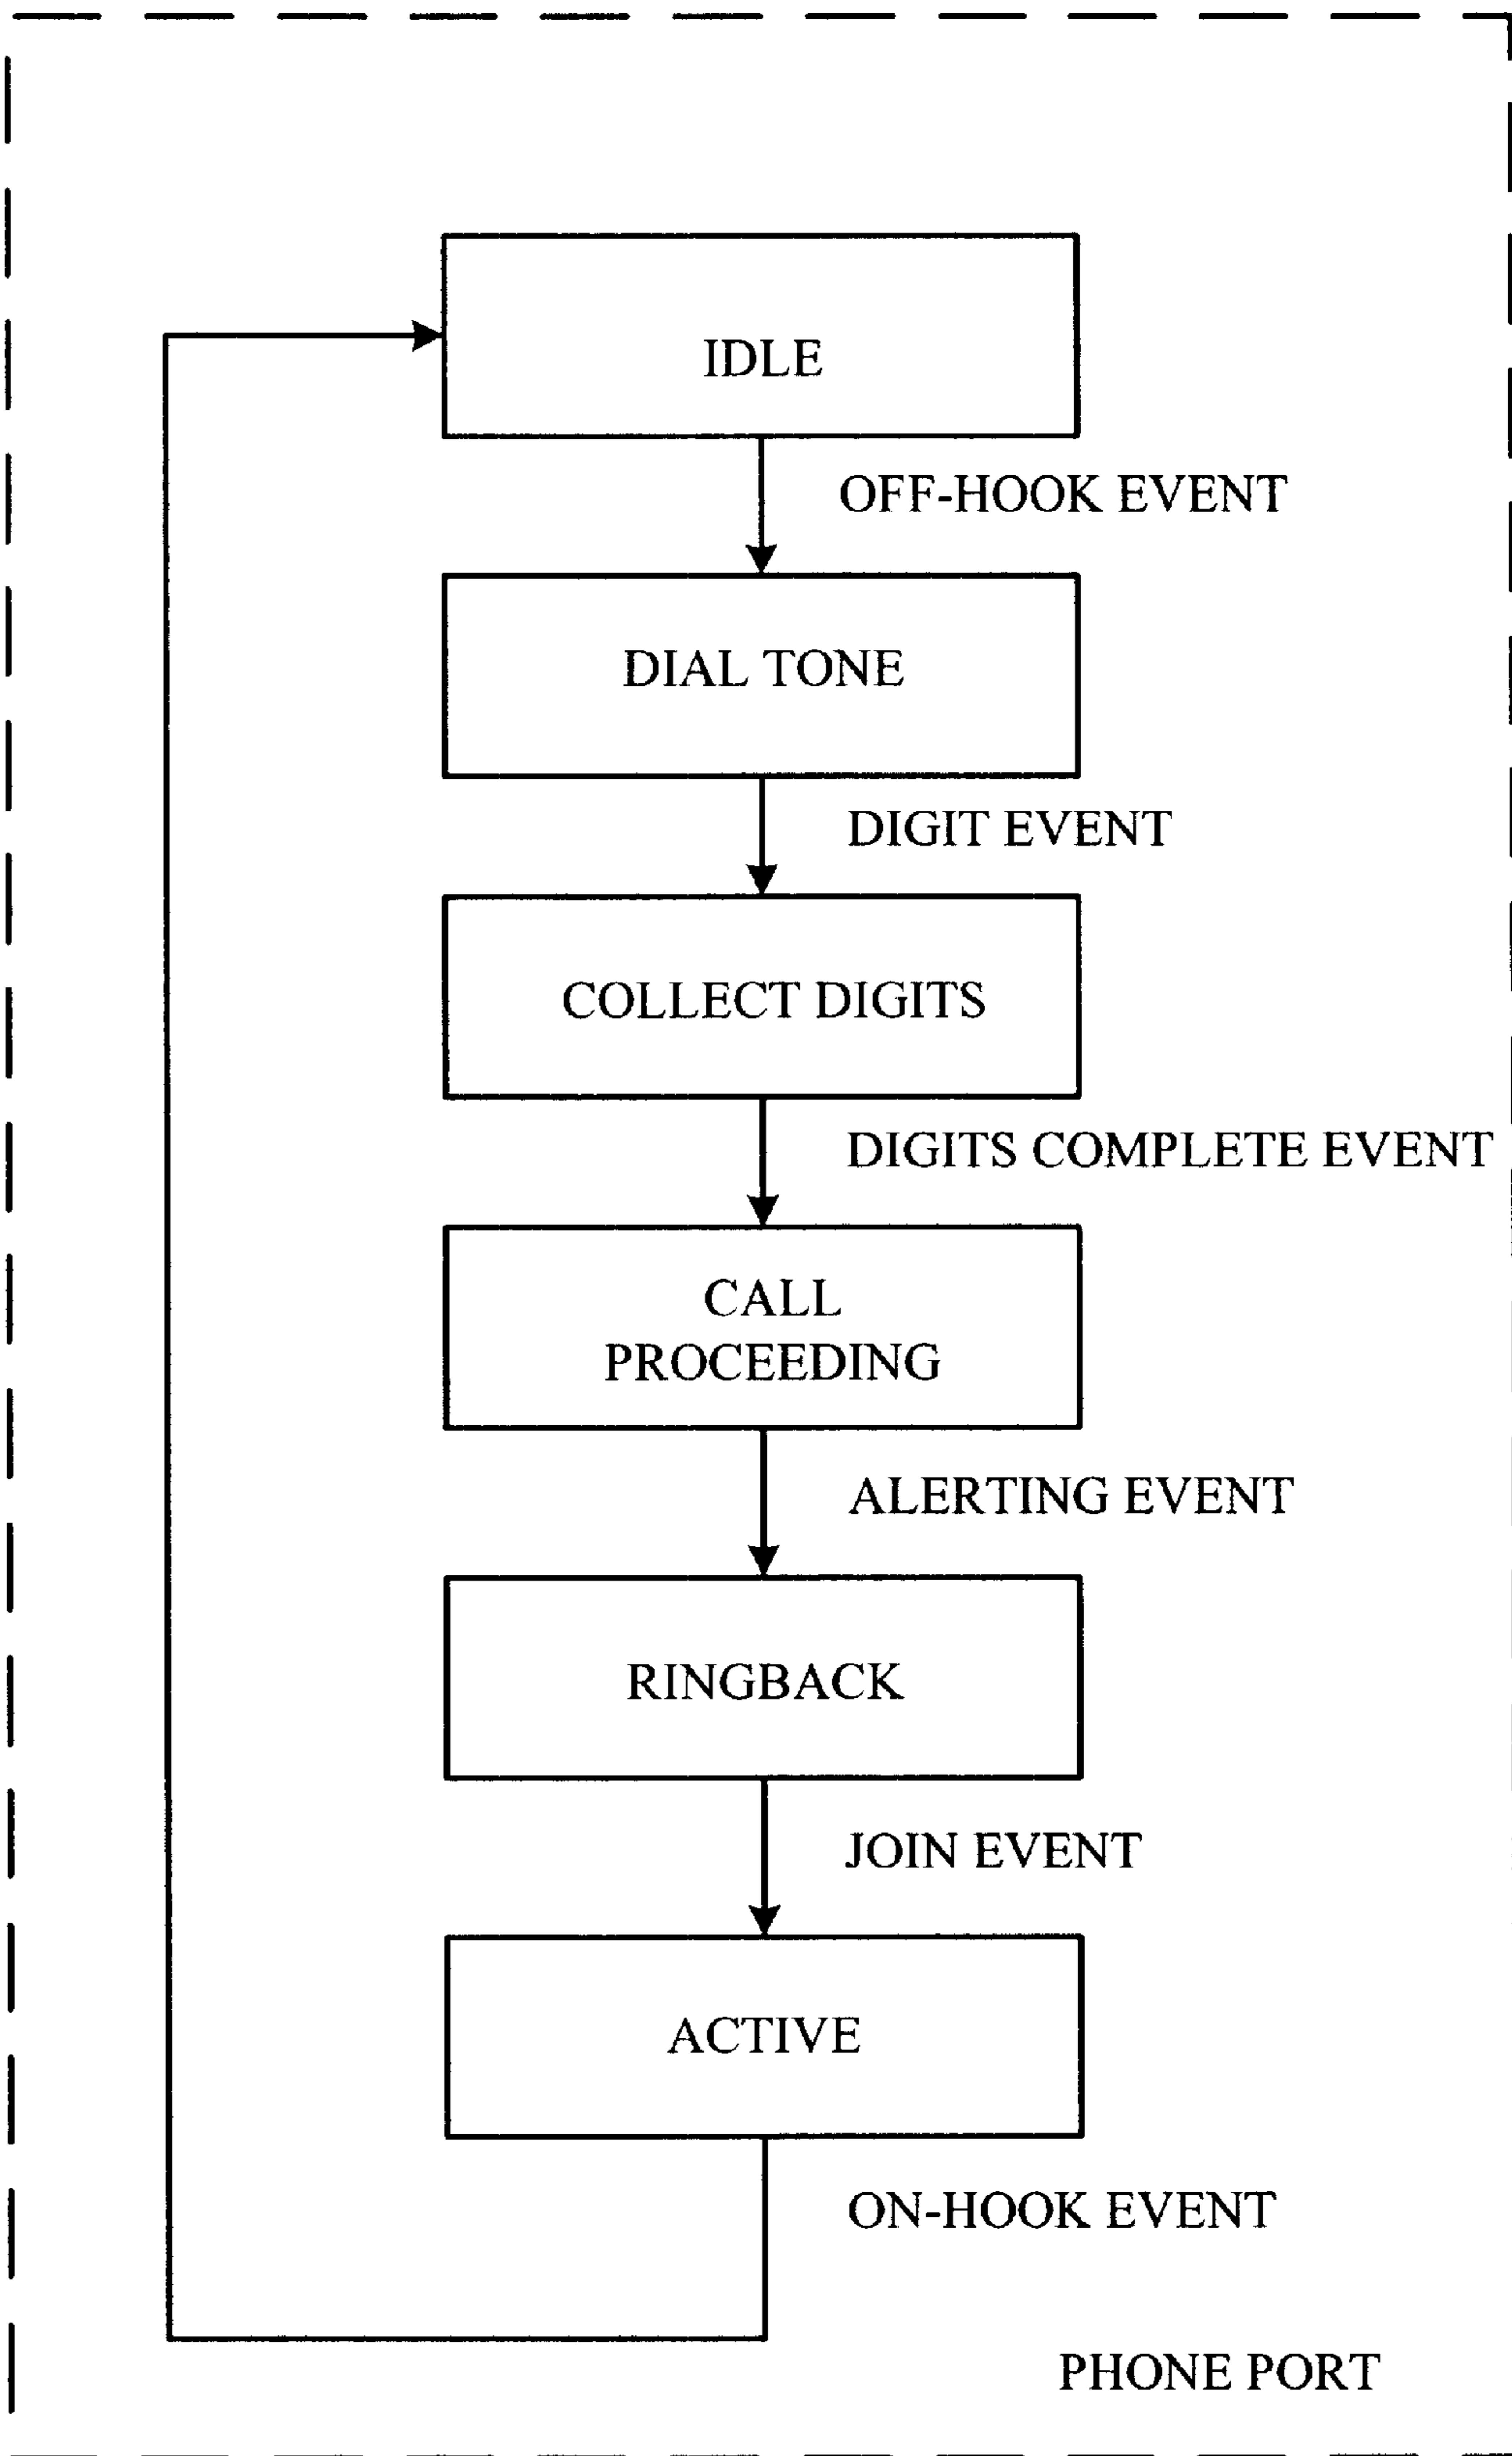 IDLE
OFF-HOOK EVENT
DIAL TONE
DIGIT EVENT
COLLECT DIGITS
DIGITS COMPLETE EVENT
CALL
PROCEEDING
ALERTING EVENT
RINGBACK
JOIN EVENT
ACTIVE
ON-HOOK EVENT
PHONE PORT